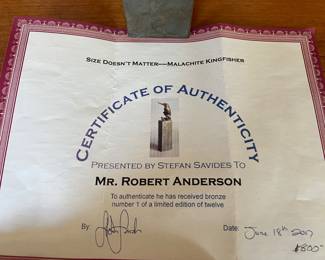 SIZE DOESN'T MATTER—MALACHITE KINGFISHER
CERTIFICATE OF AUTHENTICITY
PRESENTED BY STEFAN SAVIDES TO
MR. ROBERT ANDERSON
To authenticate he has received bronze
number 1 of a limited edition of twelve
By:
Date: June 18th 2017
$800